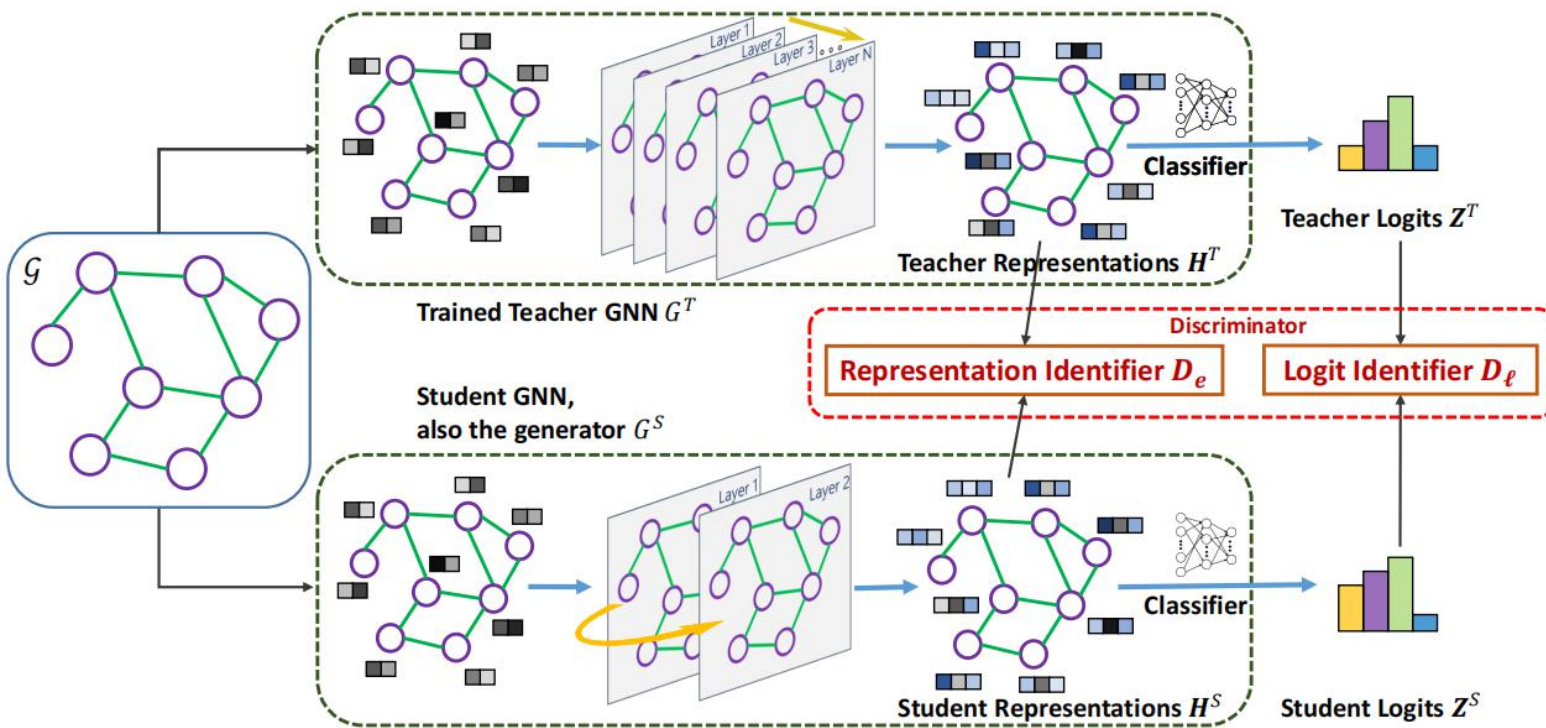 Layer 1
Layer 2
Layer 3
Layer N
Classifier
Teacher Representations H^T
Teacher Logits Z^T
𝒢
Trained Teacher GNN G^T
Discriminator
Representation Identifier D_e
Logit Identifier D_ℓ
Student GNN,
also the generator G^S
Layer 1
Layer 2
Classifier
Student Representations H^S
Student Logits Z^S